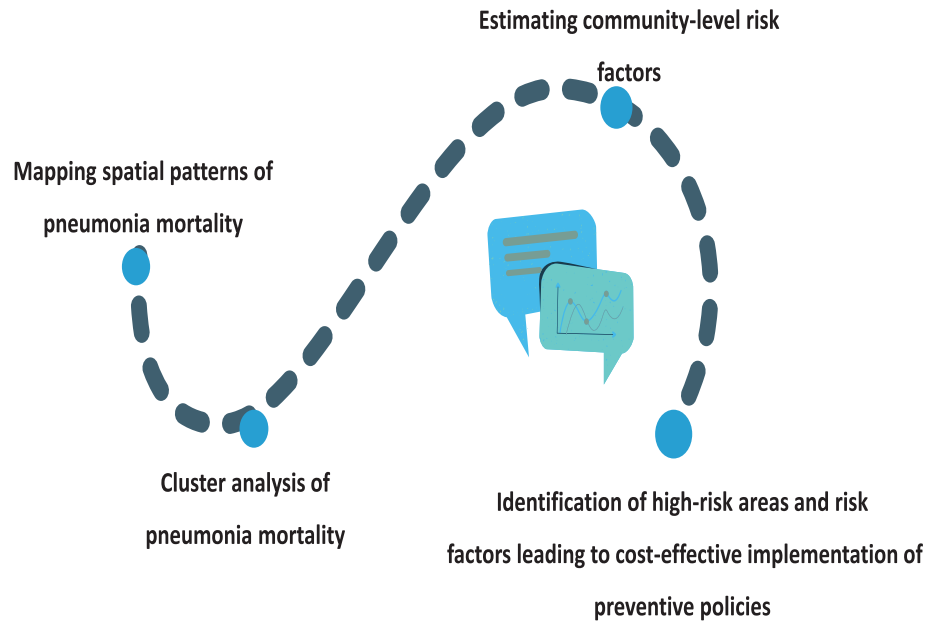 Mapping spatial patterns of
pneumonia mortality
Cluster analysis of
pneumonia mortality
Estimating community-level risk
factors
Identification of high-risk areas and risk
factors leading to cost-effective implementation of
preventive policies